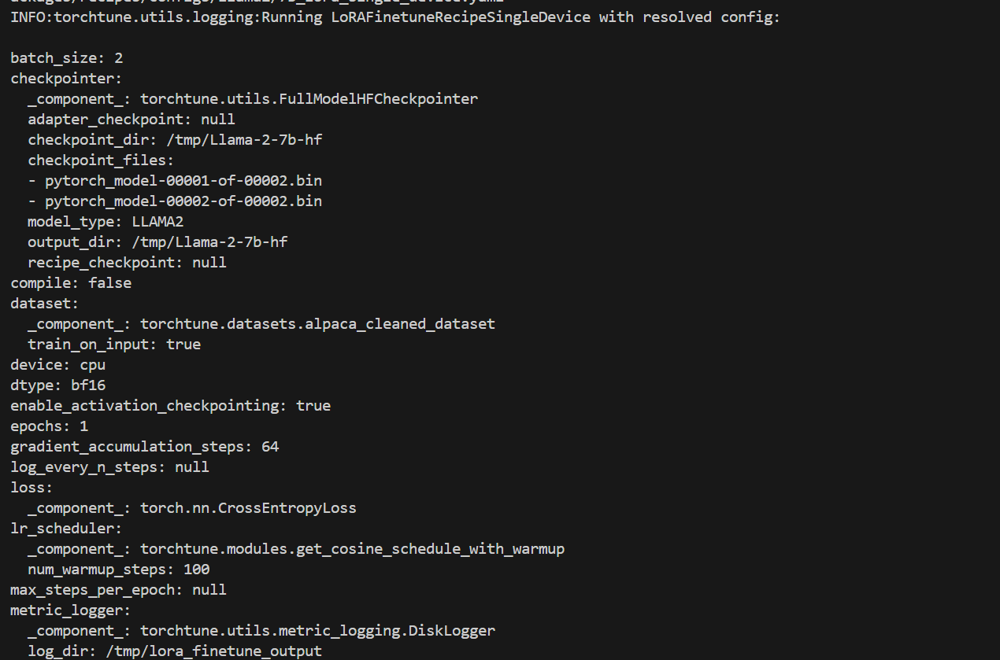 INFO:torchtune.utils.logging:Running LoRAFinetuneRecipeSingleDevice with resolved config:
batch_size: 2
checkpointer:
  _component_: torchtune.utils.FullModelHFCheckpointer
  adapter_checkpoint: null
  checkpoint_dir: /tmp/Llama-2-7b-hf
  checkpoint_files:
  - pytorch_model-00001-of-00002.bin
  - pytorch_model-00002-of-00002.bin
  model_type: LLAMA2
  output_dir: /tmp/Llama-2-7b-hf
  recipe_checkpoint: null
compile: false
dataset:
  _component_: torchtune.datasets.alpaca_cleaned_dataset
  train_on_input: true
device: cpu
dtype: bf16
enable_activation_checkpointing: true
epochs: 1
gradient_accumulation_steps: 64
log_every_n_steps: null
loss:
  _component_: torch.nn.CrossEntropyLoss
lr_scheduler:
  _component_: torchtune.modules.get_cosine_schedule_with_warmup
  num_warmup_steps: 100
max_steps_per_epoch: null
metric_logger:
  _component_: torchtune.utils.metric_logging.DiskLogger
  log_dir: /tmp/lora_finetune_output